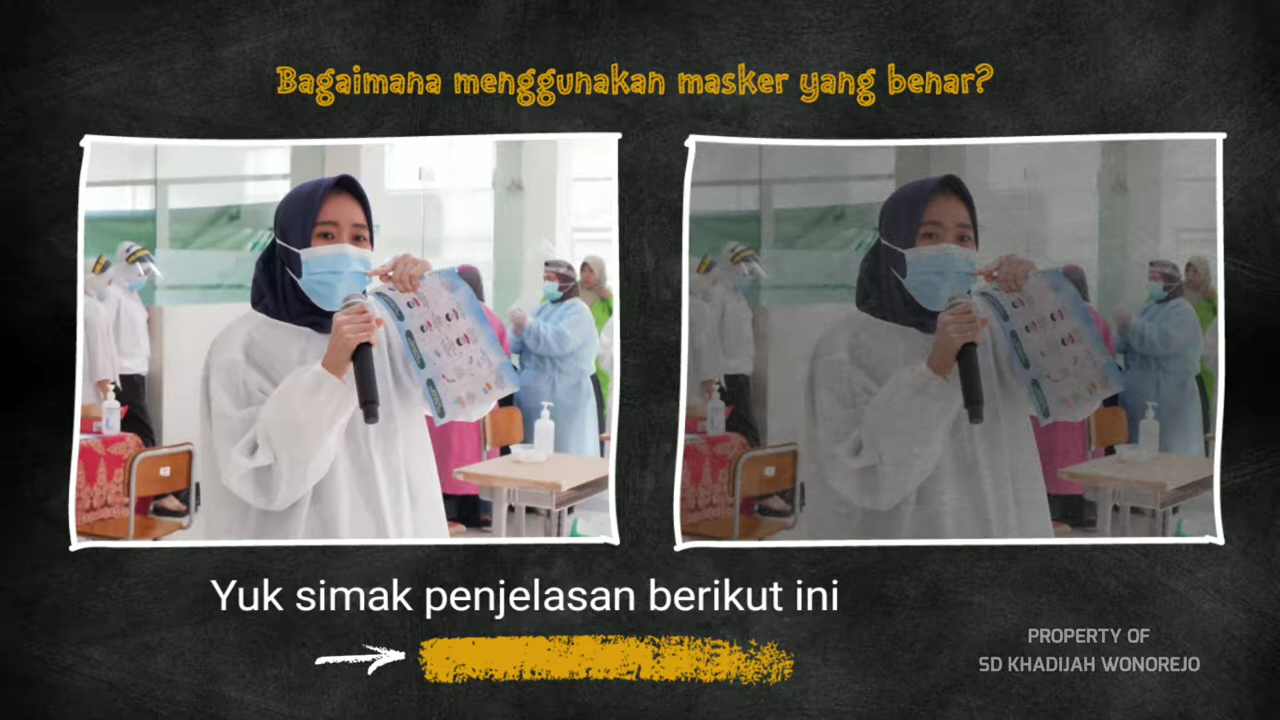 Bagaimana menggunakan masker yang benar?
Yuk simak penjelasan berikut ini
PROPERTY OF
SD KHADIJAH WONOREJO